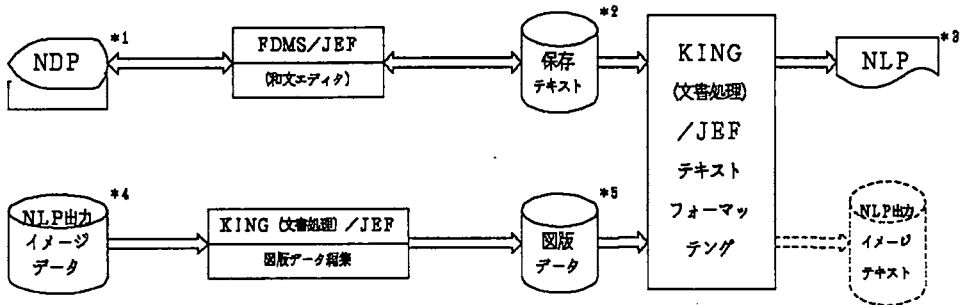 NDP *1
FDMS/JEF
(和文エディタ)
*2
保存
テキスト
KING
(文書処理)
/JEF
テキスト
フォーマッ
テング
NLP *3
NLP出力 *4
イメージ
データ
KING (文書処理) /JEF
図版データ編集
*5
図版
データ
NLP出力
イメージ
テキスト